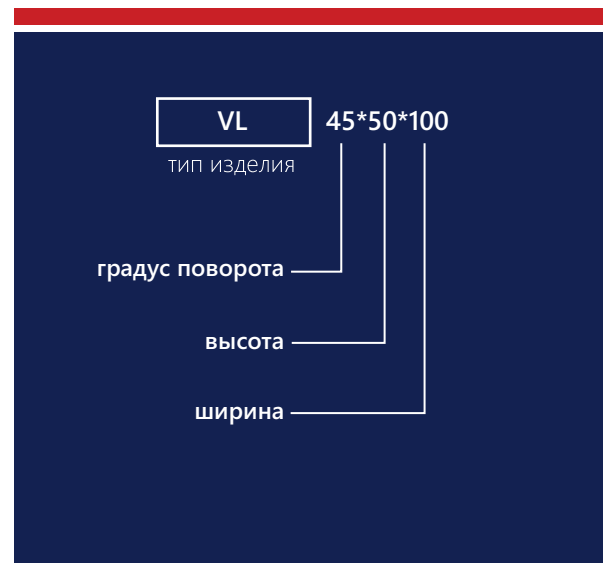 VL 45*50*100
тип изделия
градус поворота
высота
ширина